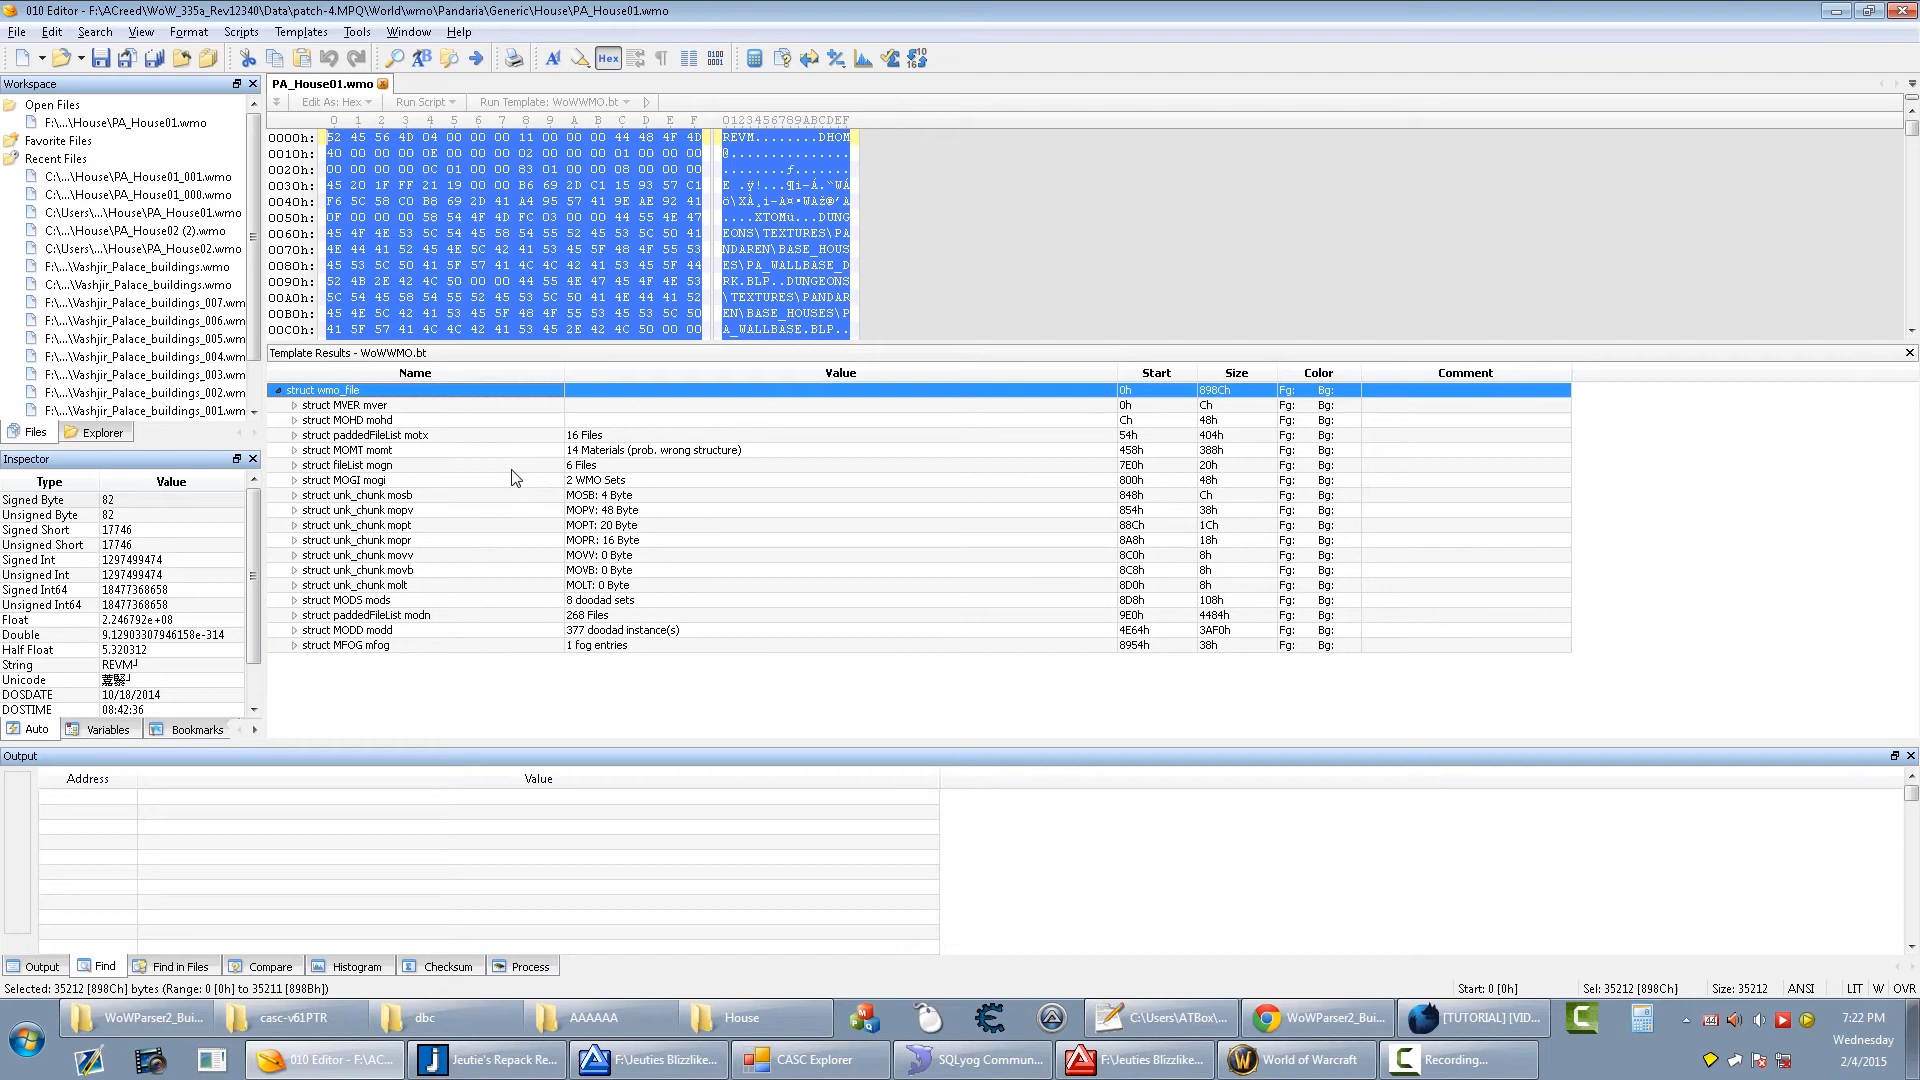 010 Editor - F:\ACreed\WoW_335a_Rev12340\Data\patch-4.MPQ\World\wmo\Pandaria\Generic\House\PA_House01.wmo
File Edit Search View Format Scripts Templates Tools Window Help
Workspace
PA_House01.wmo
Open Files
F:\...\House\PA_House01.wmo
Favorite Files
Recent Files
C:\...\House\PA_House01_001.wmo
C:\...\House\PA_House01_000.wmo
C:\Users\...\House\PA_House01.wmo
C:\...\House\PA_House02 (2).wmo
C:\Users\...\House\PA_House02.wmo
F:\...\Vashjir_Palace_buildings.wmo
C:\...\Vashjir_Palace_buildings.wmo
F:\...\Vashjir_Palace_buildings_007.wm
F:\...\Vashjir_Palace_buildings_006.wm
F:\...\Vashjir_Palace_buildings_005.wm
F:\...\Vashjir_Palace_buildings_004.wm
F:\...\Vashjir_Palace_buildings_003.wm
F:\...\Vashjir_Palace_buildings_002.wm
F:\...\Vashjir_Palace_buildings_001.wm
Files Explorer
Edit As: Hex Run Script Run Template: WoWWMO.bt
0 1 2 3 4 5 6 7 8 9 A B C D E F 0123456789ABCDEF
0000h: 52 45 56 4D 04 00 00 00 11 00 00 00 44 48 4F 4D REVM........DHOM
0010h: 40 00 00 00 0E 00 00 00 02 00 00 00 01 00 00 00 @...............
0020h: 00 00 00 00 0C 01 00 00 83 01 00 00 08 00 00 00 ........ƒ.......
0030h: 45 20 1F FF 21 19 00 00 B6 69 2D C1 15 93 57 C1 E .ÿ!...¶i-Á.“WÁ
0040h: F6 5C 58 C0 B8 69 2D 41 A4 95 57 41 9E AE 92 41 ö\XÀ¸i-A¤•WAž®’A
0050h: 0F 00 00 00 58 54 4F 4D FC 03 00 00 44 55 4E 47 ....XTOMü...DUNG
0060h: 45 4F 4E 53 5C 54 45 58 54 55 52 45 53 5C 50 41 EONS\TEXTURES\PA
0070h: 4E 44 41 52 45 4E 5C 42 41 53 45 5F 48 4F 55 53 NDAREN\BASE_HOUS
0080h: 45 53 5C 50 41 5F 57 41 4C 4C 42 41 53 45 5F 44 ES\PA_WALLBASE_D
0090h: 52 4B 2E 42 4C 50 00 00 44 55 4E 47 45 4F 4E 53 RK.BLP..DUNGEONS
00A0h: 5C 54 45 58 54 55 52 45 53 5C 50 41 4E 44 41 52 \TEXTURES\PANDAR
00B0h: 45 4E 5C 42 41 53 45 5F 48 4F 55 53 45 53 5C 50 EN\BASE_HOUSES\P
00C0h: 41 5F 57 41 4C 4C 42 41 53 45 2E 42 4C 50 00 00 A_WALLBASE.BLP..
Template Results - WoWWMO.bt
Name Value Start Size Color Comment
struct wmo_file 0h 898Ch Fg: Bg:
struct MVER mver 0h Ch Fg: Bg:
struct MOHD mohd Ch 48h Fg: Bg:
struct paddedFileList motx 16 Files 54h 404h Fg: Bg:
struct MOMT momt 14 Materials (prob. wrong structure) 458h 388h Fg: Bg:
struct fileList mogn 6 Files 7E0h 20h Fg: Bg:
struct MOGI mogi 2 WMO Sets 800h 48h Fg: Bg:
struct unk_chunk mosb MOSB: 4 Byte 848h Ch Fg: Bg:
struct unk_chunk mopv MOPV: 48 Byte 854h 38h Fg: Bg:
struct unk_chunk mopt MOPT: 20 Byte 88Ch 1Ch Fg: Bg:
struct unk_chunk mopr MOPR: 16 Byte 8A8h 18h Fg: Bg:
struct unk_chunk movv MOVV: 0 Byte 8C0h 8h Fg: Bg:
struct unk_chunk movb MOVB: 0 Byte 8C8h 8h Fg: Bg:
struct unk_chunk molt MOLT: 0 Byte 8D0h 8h Fg: Bg:
struct MODS mods 8 doodad sets 8D8h 108h Fg: Bg:
struct paddedFileList modn 268 Files 9E0h 4484h Fg: Bg:
struct MODD modd 377 doodad instance(s) 4E64h 3AF0h Fg: Bg:
struct MFOG mfog 1 fog entries 8954h 38h Fg: Bg:
Inspector
Type Value
Signed Byte 82
Unsigned Byte 82
Signed Short 17746
Unsigned Short 17746
Signed Int 1297499474
Unsigned Int 1297499474
Signed Int64 18477368658
Unsigned Int64 18477368658
Float 2.246792e+08
Double 9.12903307946158e-314
Half Float 5.320312
String REVM┘
Unicode
DOSDATE 10/18/2014
DOSTIME 08:42:36
Auto Variables Bookmarks
Output
Address Value
Output Find Find in Files Compare Histogram Checksum Process
Selected: 35212 [898Ch] bytes (Range: 0 [0h] to 35211 [898Bh]) Start: 0 [0h] Sel: 35212 [898Ch] Size: 35212 ANSI LIT W OVR
WoWParser2_Bui... casc-v61PTR dbc AAAAAA House C:\Users\ATBox\... WoWParser2_Bui... [TUTORIAL] [VID...
7:22 PM
Wednesday
2/4/2015
010 Editor - F:\AC... Jeutie's Repack Re... F:\Jeuties Blizzlike... CASC Explorer SQLyog Commun... F:\Jeuties Blizzlike... World of Warcraft Recording...